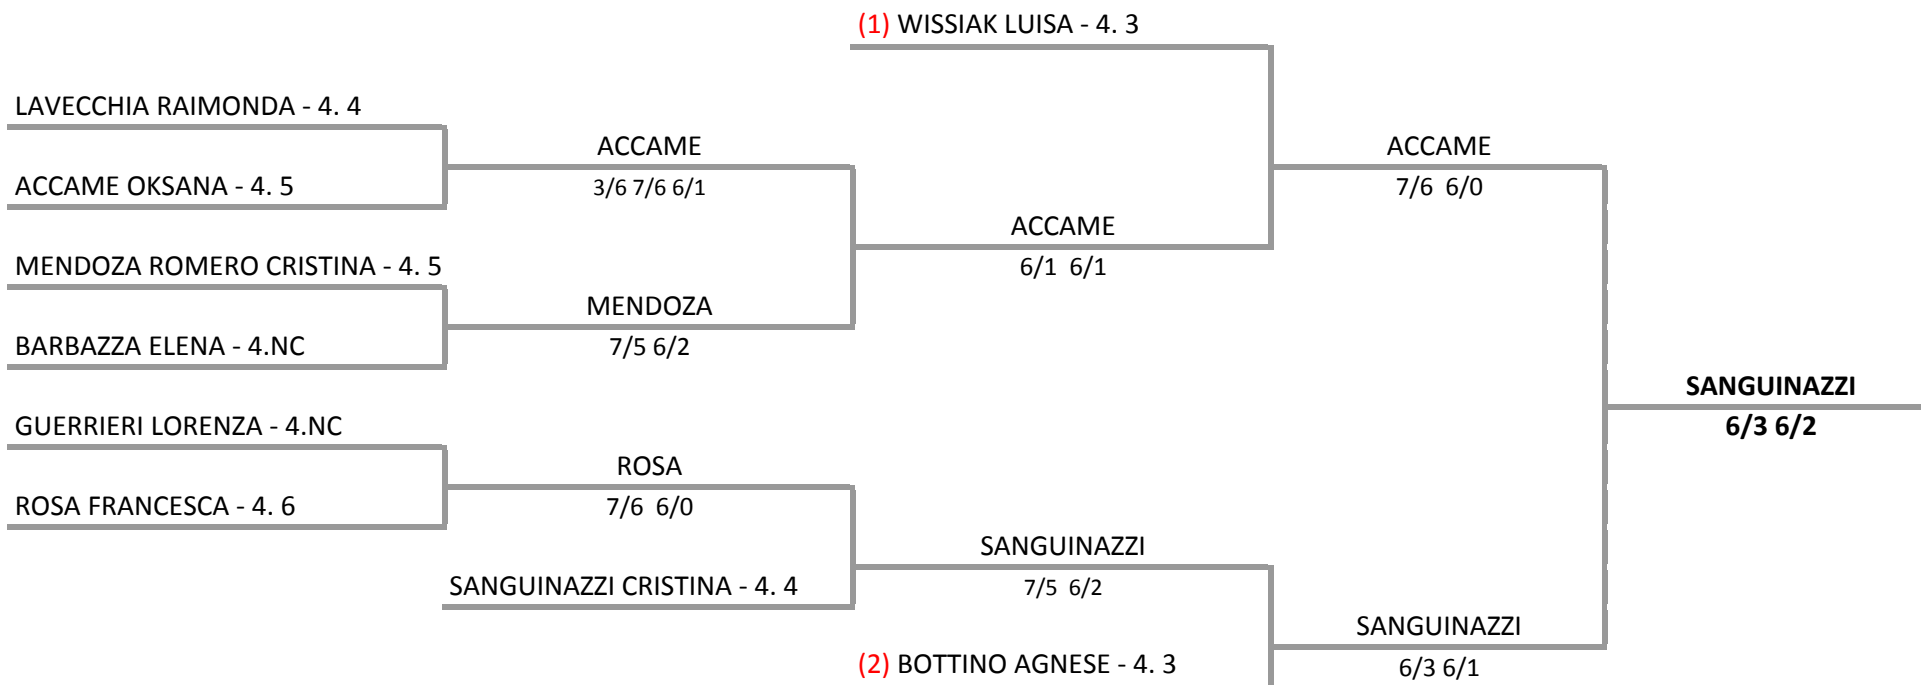 (1) WISSIAK LUISA - 4. 3
LAVECCHIA RAIMONDA - 4. 4
ACCAME
ACCAME
ACCAME OKSANA - 4. 5
3/6 7/6 6/1
7/6 6/0
ACCAME
MENDOZA ROMERO CRISTINA - 4. 5
6/1 6/1
MENDOZA
BARBAZZA ELENA - 4.NC
7/5 6/2
SANGUINAZZI
GUERRIERI LORENZA - 4.NC
6/3 6/2
ROSA
ROSA FRANCESCA - 4. 6
7/6 6/0
SANGUINAZZI
SANGUINAZZI CRISTINA - 4. 4
7/5 6/2
SANGUINAZZI
(2) BOTTINO AGNESE - 4. 3
6/3 6/1